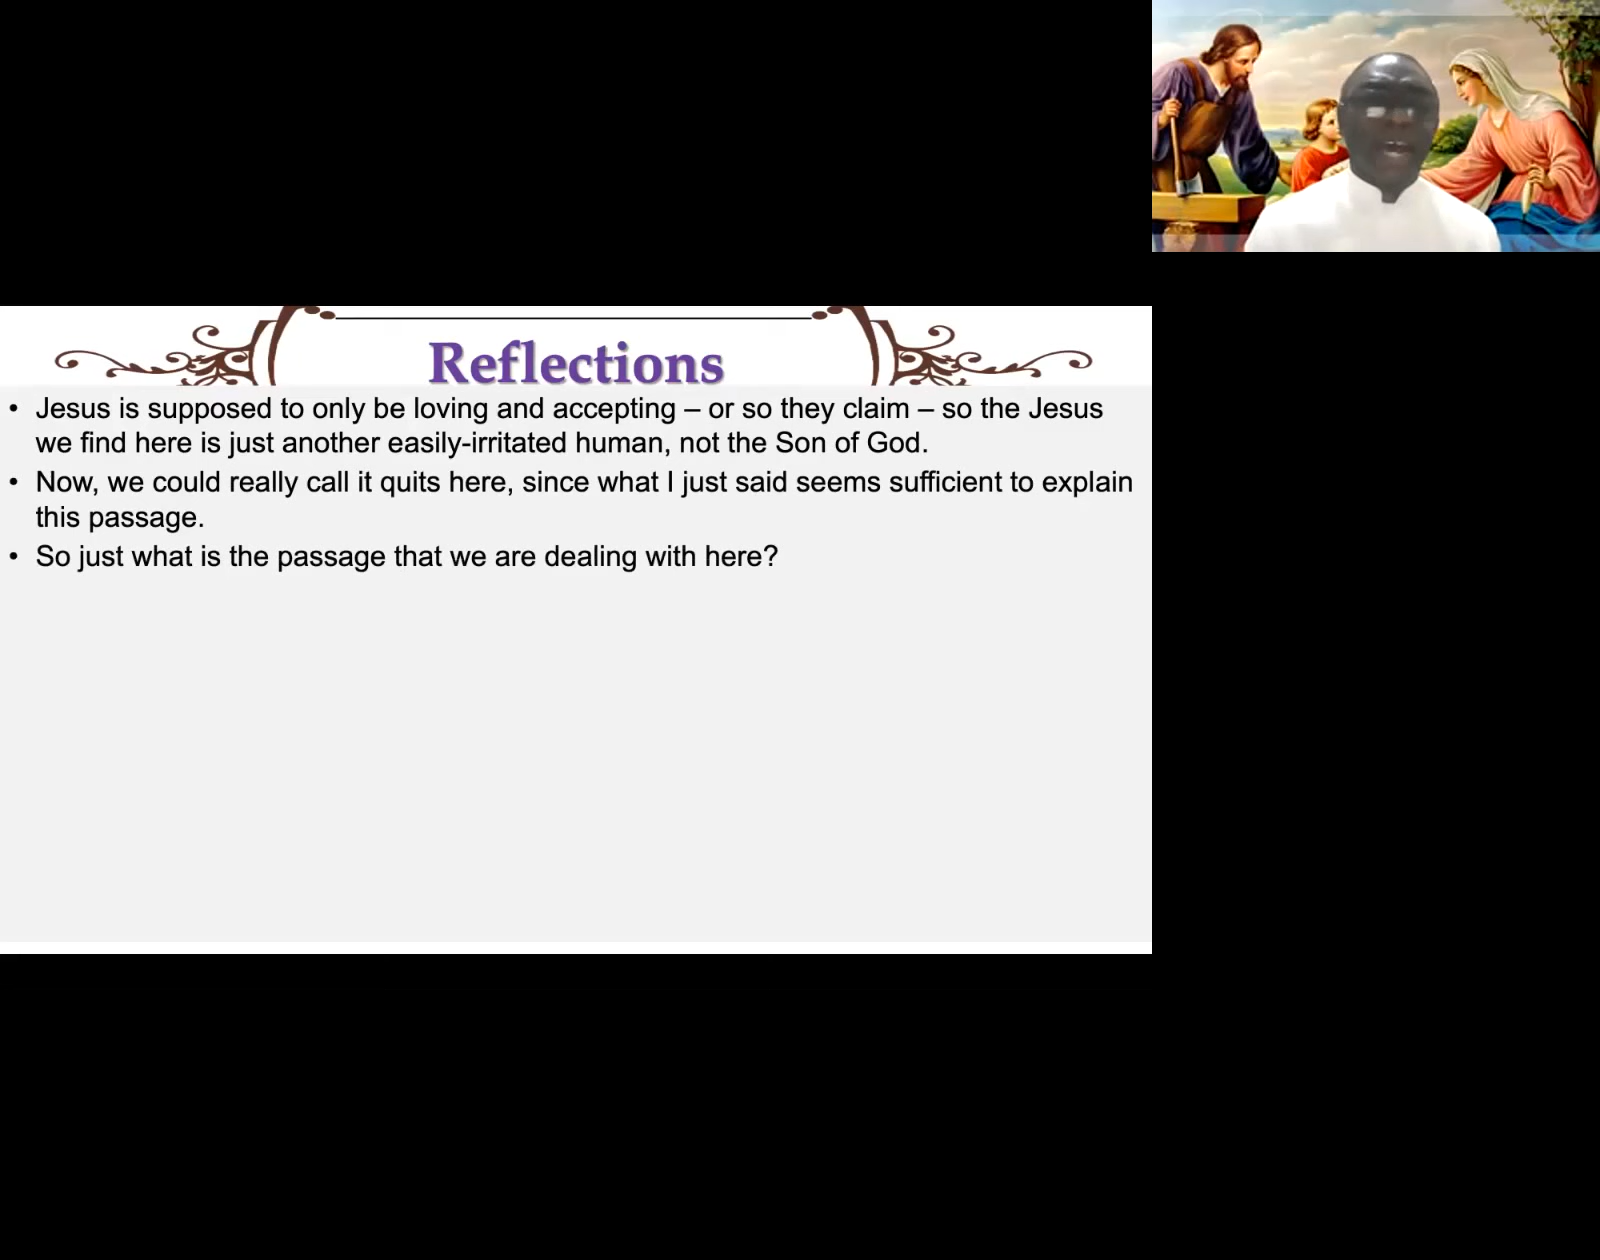 Reflections
• Jesus is supposed to only be loving and accepting – or so they claim – so the Jesus
we find here is just another easily-irritated human, not the Son of God.
• Now, we could really call it quits here, since what I just said seems sufficient to explain
this passage.
• So just what is the passage that we are dealing with here?